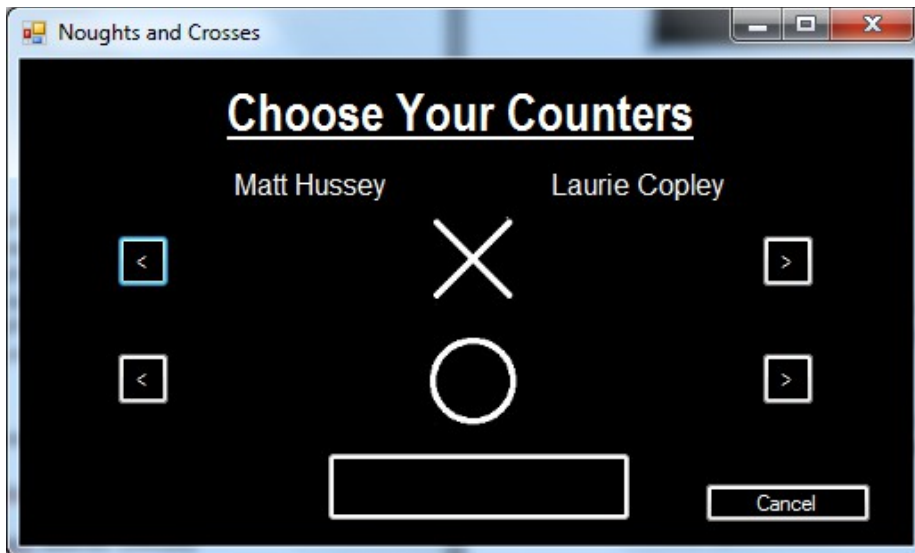 Noughts and Crosses
Choose Your Counters
Matt Hussey Laurie Copley
< >
< >
Cancel